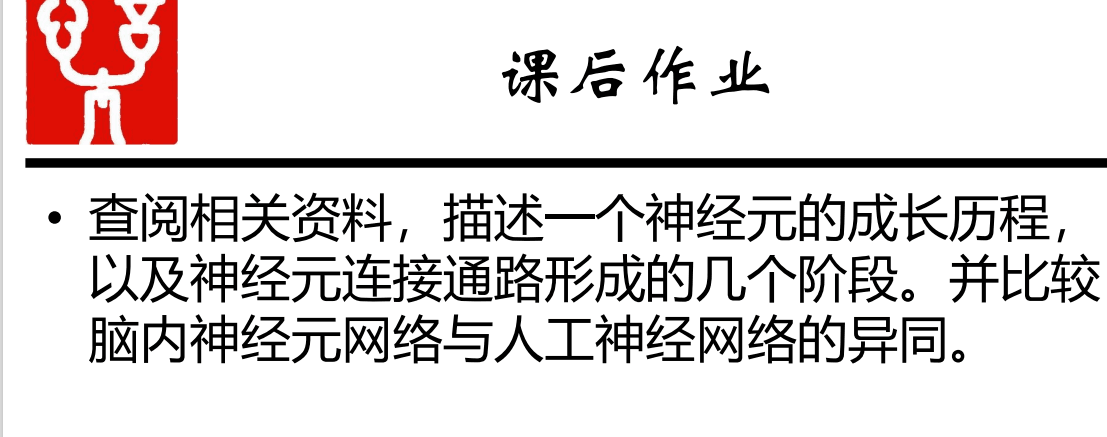 课后作业
• 查阅相关资料，描述一个神经元的成长历程，
以及神经元连接通路形成的几个阶段。并比较
脑内神经元网络与人工神经网络的异同。